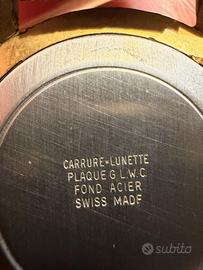 CARRURE=LUNETTE
PLAQUE G L.W.C.
FOND ACIER
SWISS MADE
subito